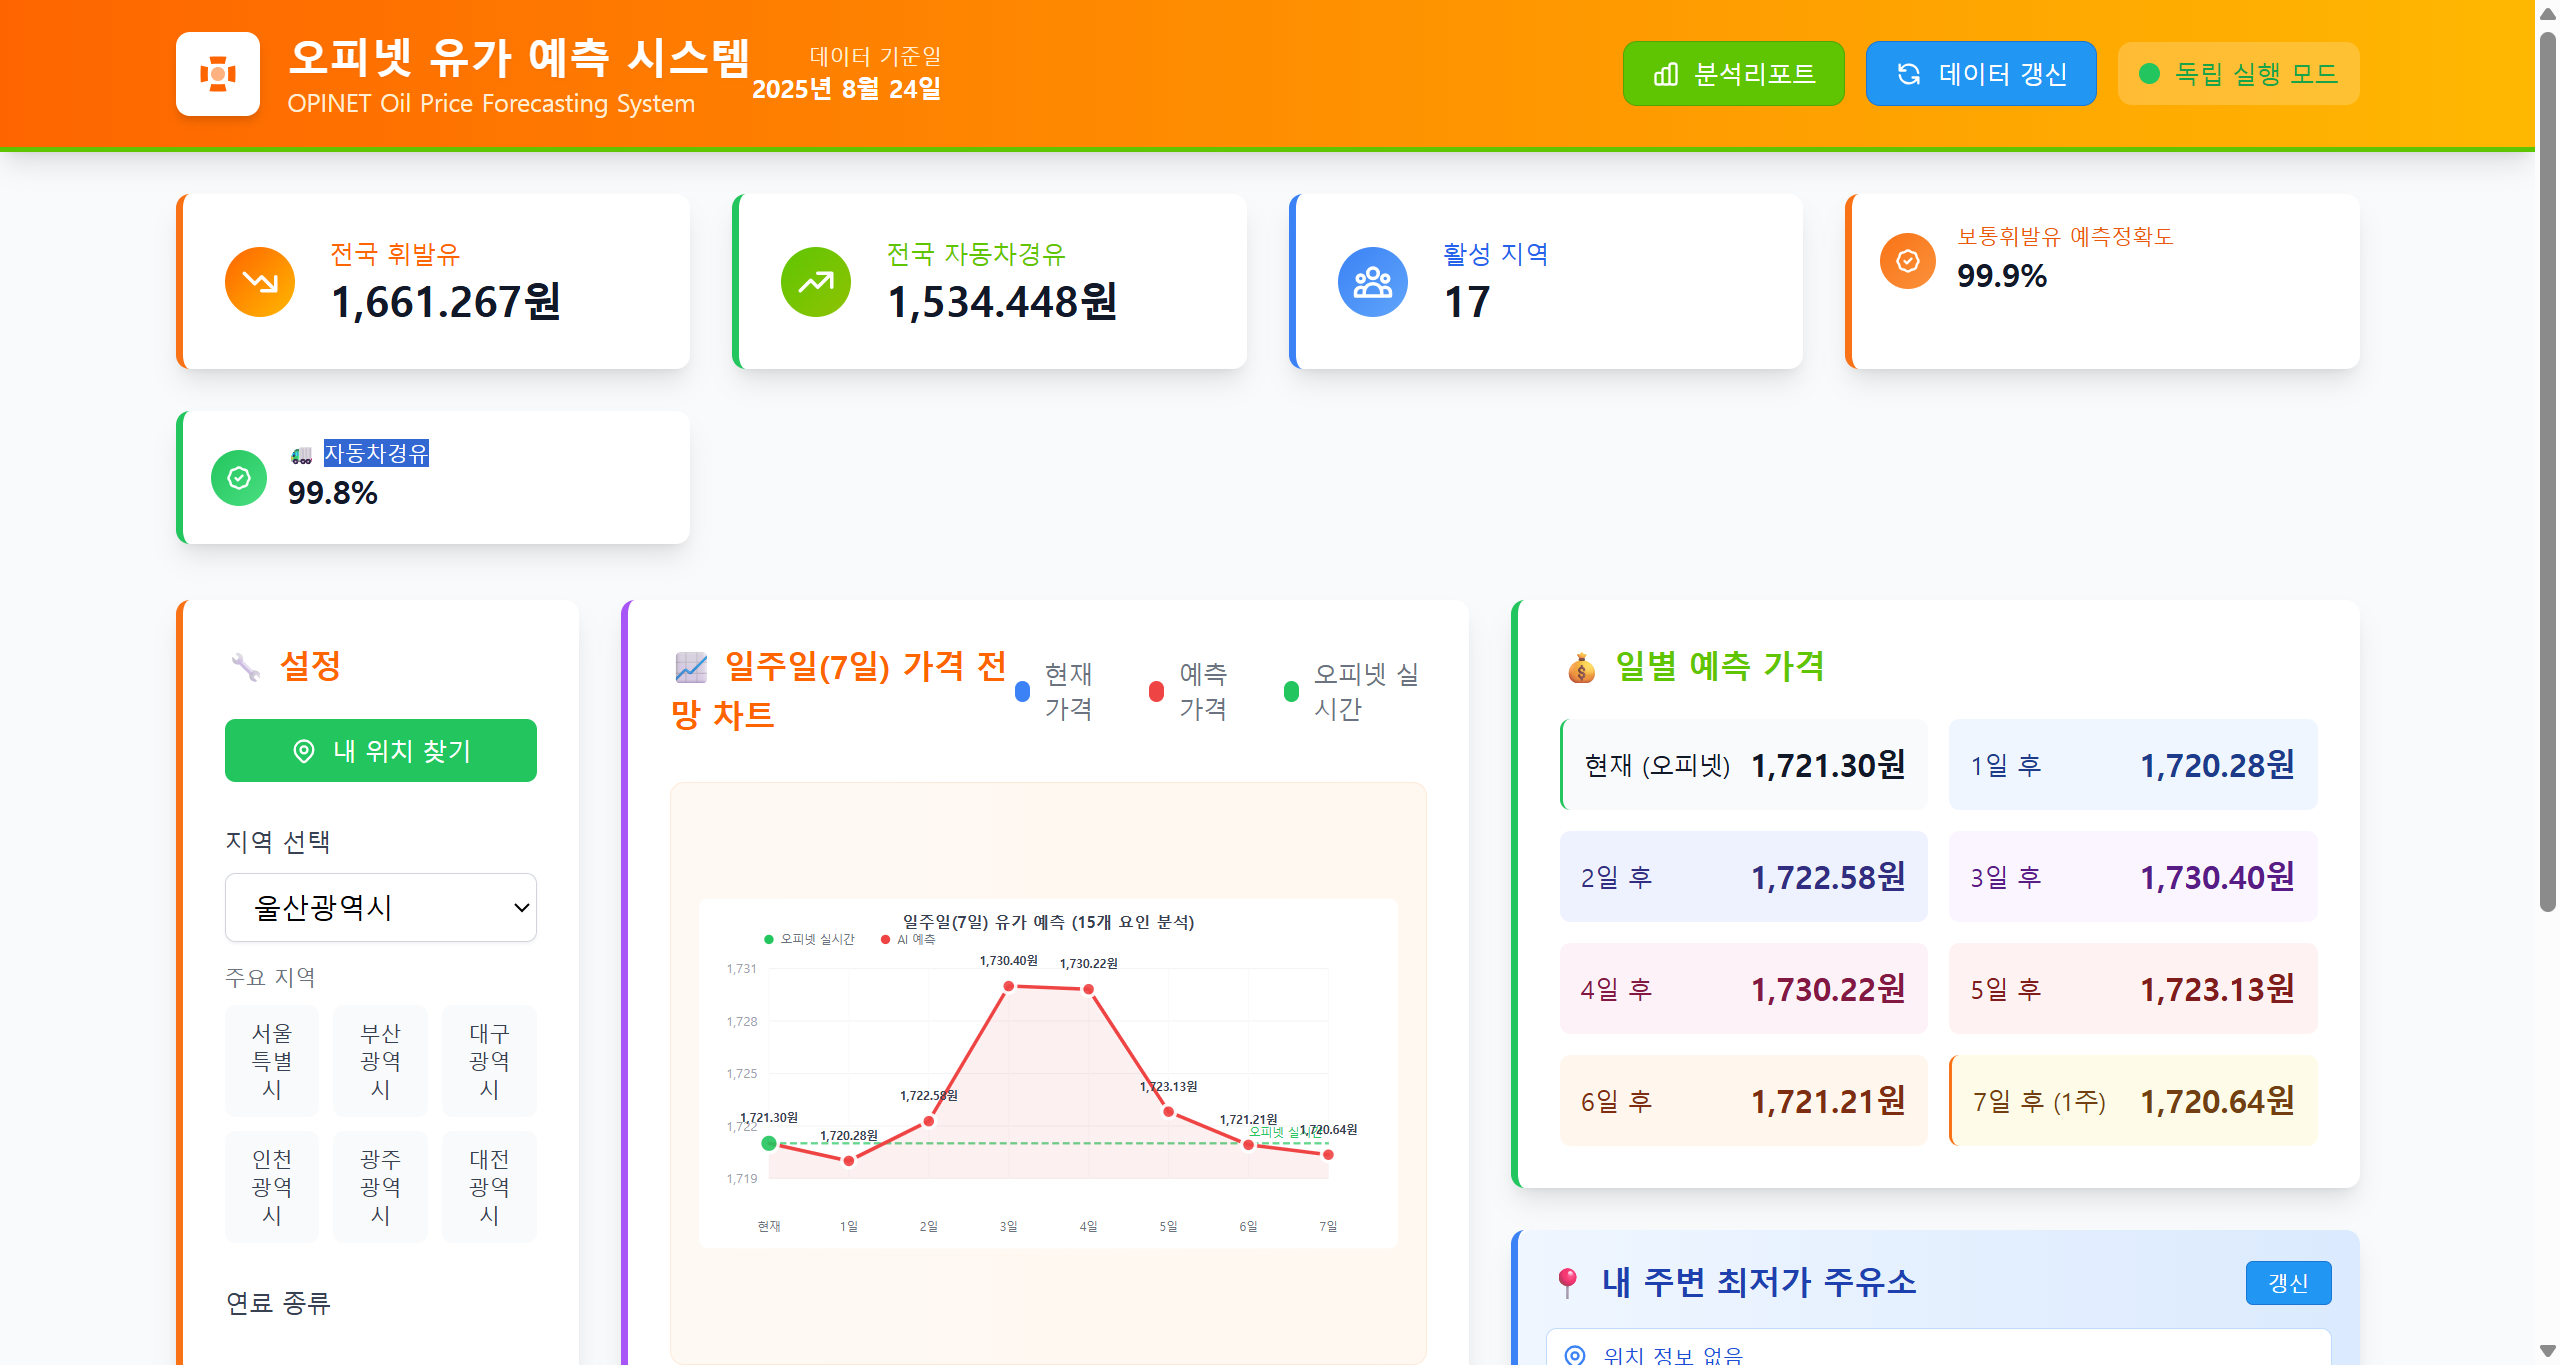 오피넷 유가 예측 시스템
OPINET Oil Price Forecasting System
데이터 기준일
2025년 8월 24일
분석리포트
데이터 갱신
독립 실행 모드
전국 휘발유
1,661.267원
전국 자동차경유
1,534.448원
활성 지역
17
보통휘발유 예측정확도
99.9%
🚛 자동차경유
99.8%
🔧 설정
내 위치 찾기
지역 선택
울산광역시
주요 지역
서울
특별
시
부산
광역
시
대구
광역
시
인천
광역
시
광주
광역
시
대전
광역
시
연료 종류
📈 일주일(7일) 가격 전
망 차트
현재
가격
예측
가격
오피넷 실
시간
일주일(7일) 유가 예측 (15개 요인 분석)
오피넷 실시간
AI 예측
1,731
1,728
1,725
1,722
1,719
1,721.30원
1,720.28원
1,722.58원
1,730.40원
1,730.22원
1,723.13원
1,721.21원
오피넷 실시간
1,720.64원
현재
1일
2일
3일
4일
5일
6일
7일
💰 일별 예측 가격
현재 (오피넷) 1,721.30원
1일 후 1,720.28원
2일 후 1,722.58원
3일 후 1,730.40원
4일 후 1,730.22원
5일 후 1,723.13원
6일 후 1,721.21원
7일 후 (1주) 1,720.64원
📍 내 주변 최저가 주유소
갱신
위치 정보 없음